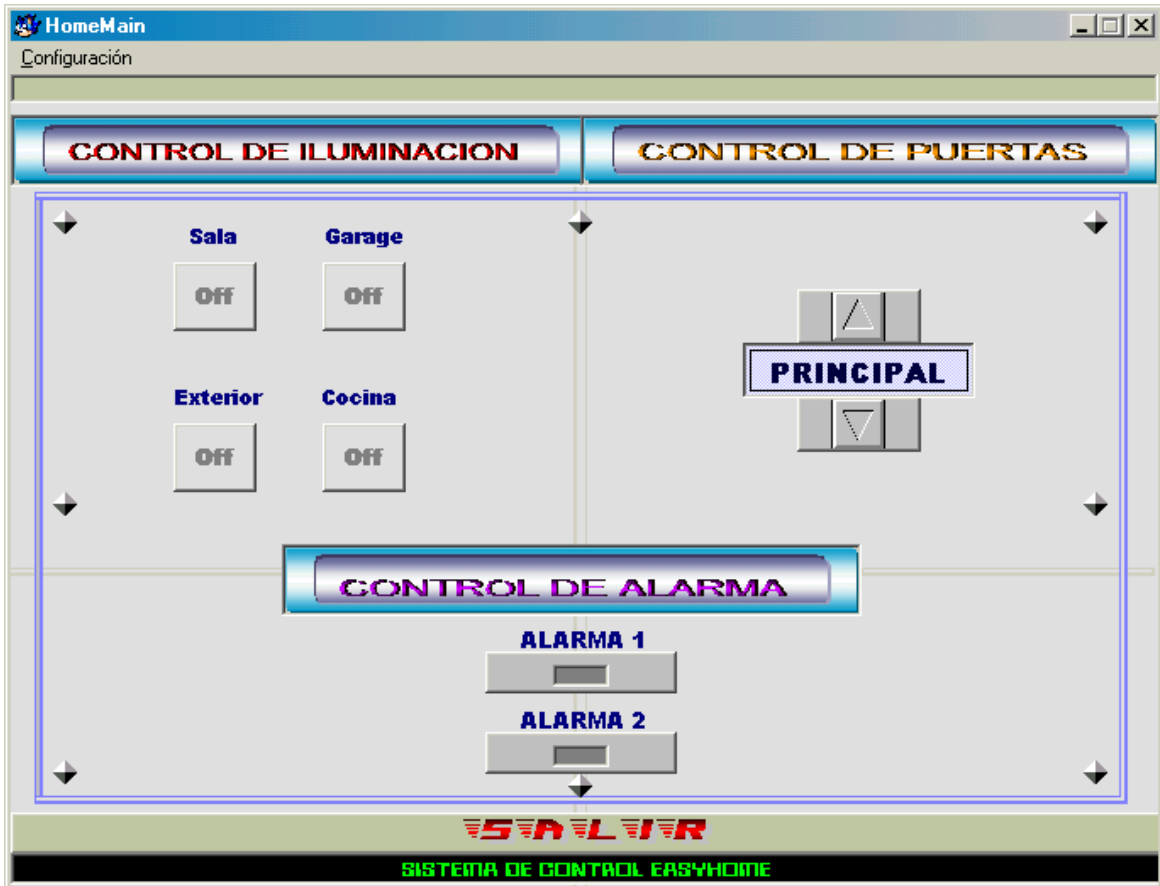 HomeMain
Configuración
CONTROL DE ILUMINACION
CONTROL DE PUERTAS
Sala Garage
Off Off
PRINCIPAL
Exterior Cocina
Off Off
CONTROL DE ALARMA
ALARMA 1
ALARMA 2
SALIR
SISTEMA DE CONTROL EASYHOME